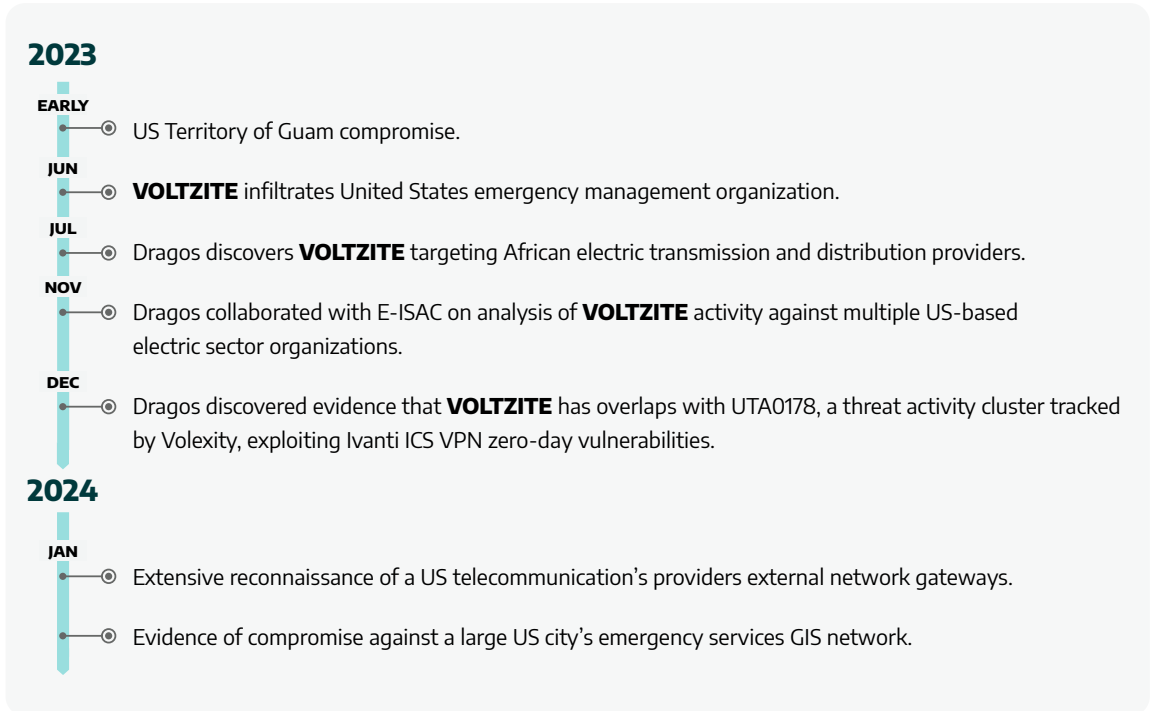 2023
EARLY
US Territory of Guam compromise.
JUN
VOLTZITE infiltrates United States emergency management organization.
JUL
Dragos discovers VOLTZITE targeting African electric transmission and distribution providers.
NOV
Dragos collaborated with E-ISAC on analysis of VOLTZITE activity against multiple US-based
electric sector organizations.
DEC
Dragos discovered evidence that VOLTZITE has overlaps with UTA0178, a threat activity cluster tracked
by Volexity, exploiting Ivanti ICS VPN zero-day vulnerabilities.
2024
JAN
Extensive reconnaissance of a US telecommunication’s providers external network gateways.
Evidence of compromise against a large US city’s emergency services GIS network.